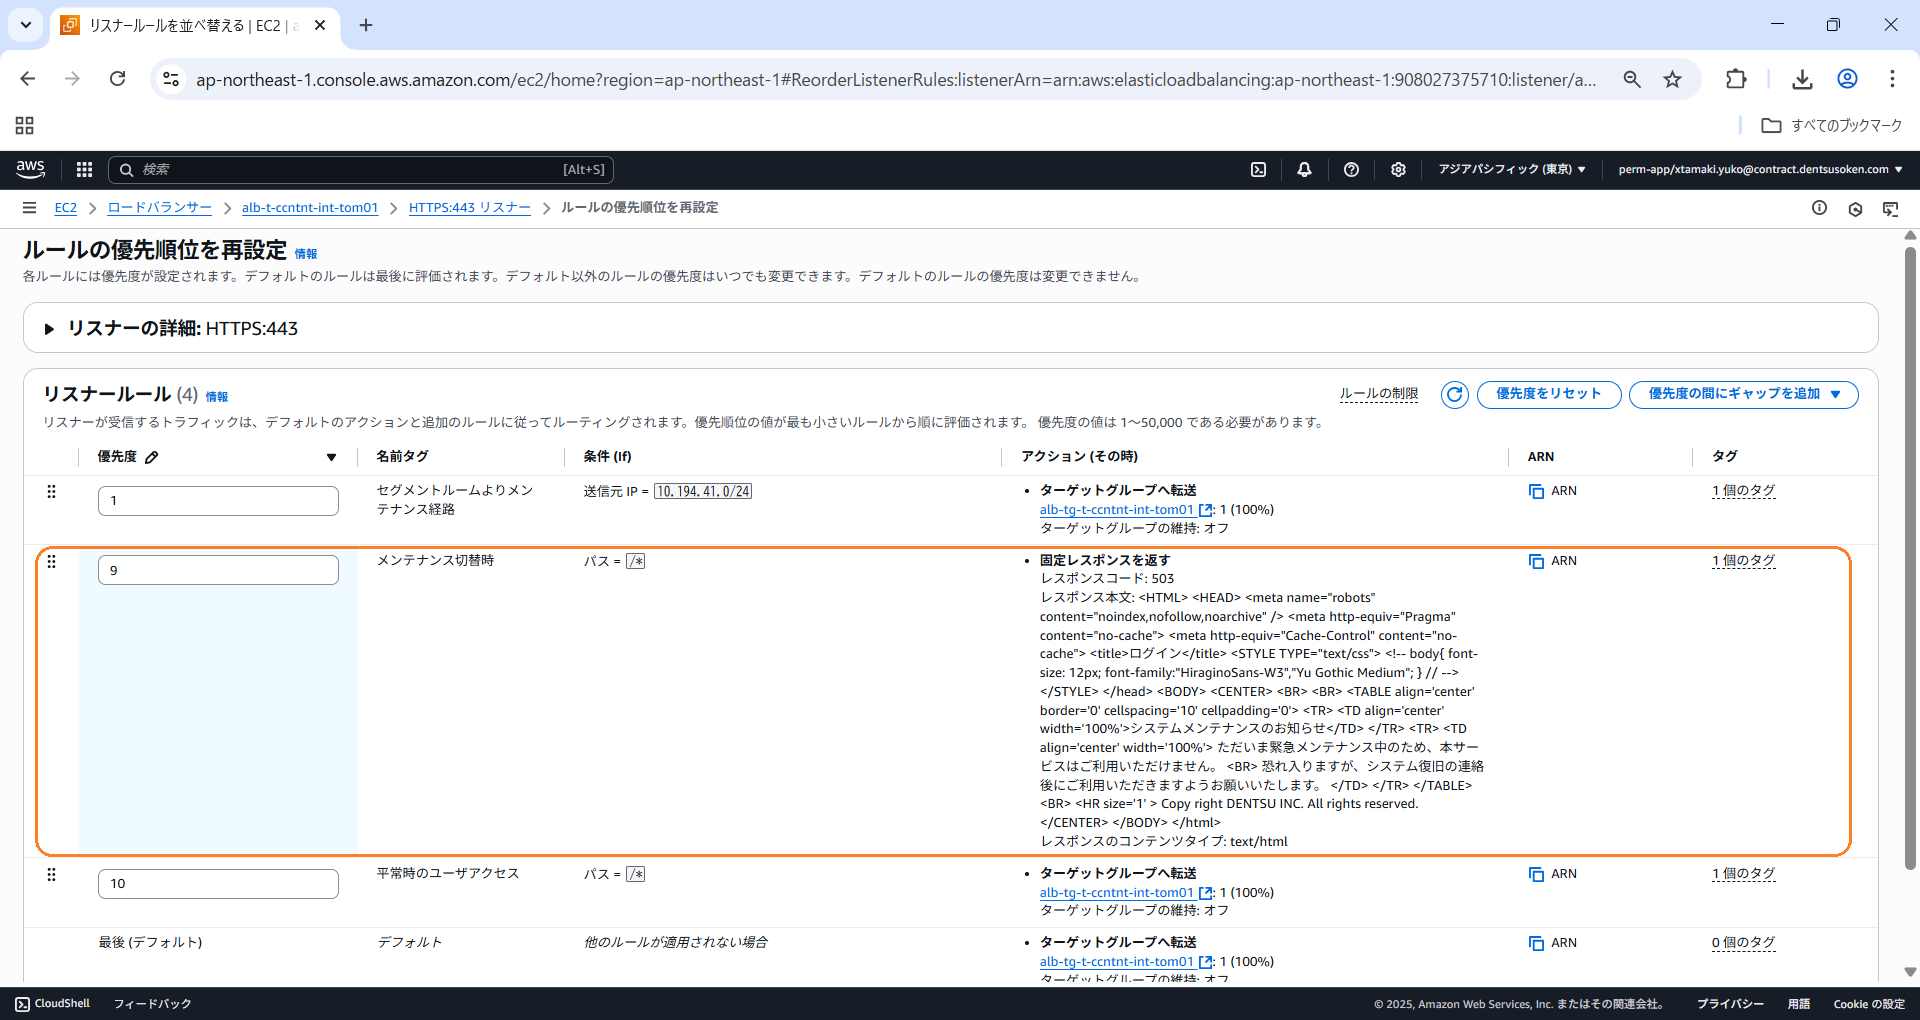 リスナールールを並べ替える | EC2 | a
ap-northeast-1.console.aws.amazon.com/ec2/home?region=ap-northeast-1#ReorderListenerRules:listenerArn=arn:aws:elasticloadbalancing:ap-northeast-1:908027375710:listener/a...
すべてのブックマーク
aws
検索
[Alt+S]
アジアパシフィック (東京)
perm-app/xtamaki.yuko@contract.dentsusoken.com
EC2
ロードバランサー
alb-t-ccntnt-int-tom01
HTTPS:443 リスナー
ルールの優先順位を再設定
ルールの優先順位を再設定 情報
各ルールには優先度が設定されます。デフォルトのルールは最後に評価されます。デフォルト以外のルールの優先度はいつでも変更できます。デフォルトのルールの優先度は変更できません。
リスナーの詳細: HTTPS:443
リスナールール (4) 情報
ルールの制限
優先度をリセット
優先度の間にギャップを追加
リスナーが受信するトラフィックは、デフォルトのアクションと追加のルールに従ってルーティングされます。優先順位の値が最も小さいルールから順に評価されます。 優先度の値は 1～50,000 である必要があります。
優先度 名前タグ 条件 (If) アクション (その時) ARN タグ
1
セグメントルームよりメン
テナンス経路
送信元 IP = 10.194.41.0/24
• ターゲットグループへ転送
alb-tg-t-ccntnt-int-tom01 : 1 (100%)
ターゲットグループの維持: オフ
ARN
1 個のタグ
9
メンテナンス切替時
パス = /*
• 固定レスポンスを返す
レスポンスコード: 503
レスポンス本文: <HTML> <HEAD> <meta name="robots"
content="noindex,nofollow,noarchive" /> <meta http-equiv="Pragma"
content="no-cache"> <meta http-equiv="Cache-Control" content="no-
cache"> <title>ログイン</title> <STYLE TYPE="text/css"> <!-- body{ font-
size: 12px; font-family:"HiraginoSans-W3","Yu Gothic Medium"; } // -->
</STYLE> </head> <BODY> <CENTER> <BR> <BR> <TABLE align='center'
border='0' cellspacing='10' cellpadding='0'> <TR> <TD align='center'
width='100%'>システムメンテナンスのお知らせ</TD> </TR> <TR> <TD
align='center' width='100%'> ただいま緊急メンテナンス中のため、本サー
ビスはご利用いただけません。 <BR> 恐れ入りますが、システム復旧の連絡
後にご利用いただきますようお願いいたします。 </TD> </TR> </TABLE>
<BR> <HR size='1' > Copy right DENTSU INC. All rights reserved.
</CENTER> </BODY> </html>
レスポンスのコンテンツタイプ: text/html
ARN
1 個のタグ
10
平常時のユーザアクセス
パス = /*
• ターゲットグループへ転送
alb-tg-t-ccntnt-int-tom01 : 1 (100%)
ターゲットグループの維持: オフ
ARN
1 個のタグ
最後 (デフォルト)
デフォルト
他のルールが適用されない場合
• ターゲットグループへ転送
alb-tg-t-ccntnt-int-tom01 : 1 (100%)
ターゲットグループの維持: オフ
ARN
0 個のタグ
CloudShell
フィードバック
© 2025, Amazon Web Services, Inc. またはその関連会社。
プライバシー
用語
Cookie の設定